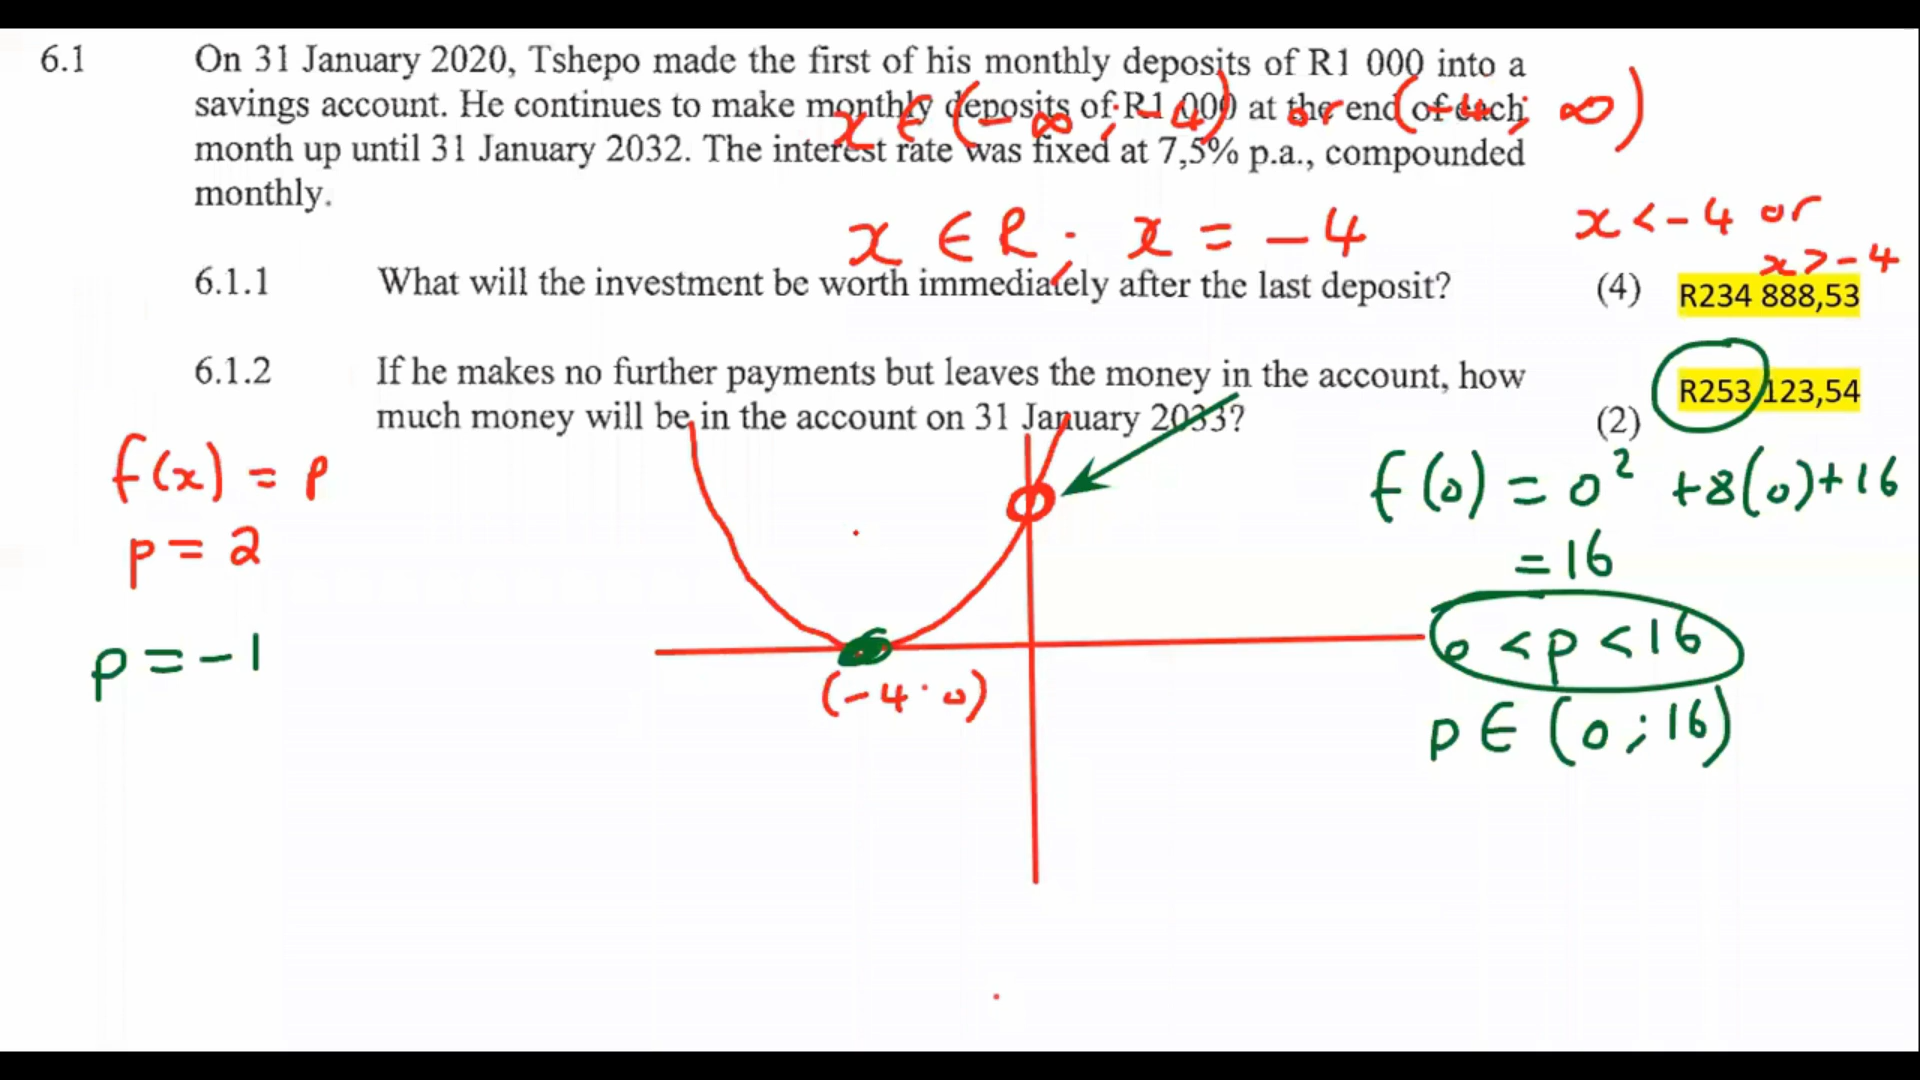 6.1 On 31 January 2020, Tshepo made the first of his monthly deposits of R1 000 into a
savings account. He continues to make monthly deposits of R1 000 at the end of each
x ∈ (-∞ ; -4) or (-4 ; ∞)
month up until 31 January 2032. The interest rate was fixed at 7,5% p.a., compounded
monthly.
x ∈ R ; x = -4
x < -4 or
x > -4
6.1.1 What will the investment be worth immediately after the last deposit? (4) R234 888,53
6.1.2 If he makes no further payments but leaves the money in the account, how
much money will be in the account on 31 January 2033? (2) R253 123,54
f(x) = p
p = 2
p = -1
(-4 ; 0)
f(0) = 0² + 8(0) + 16
= 16
0 < p < 16
p ∈ (0 ; 16)